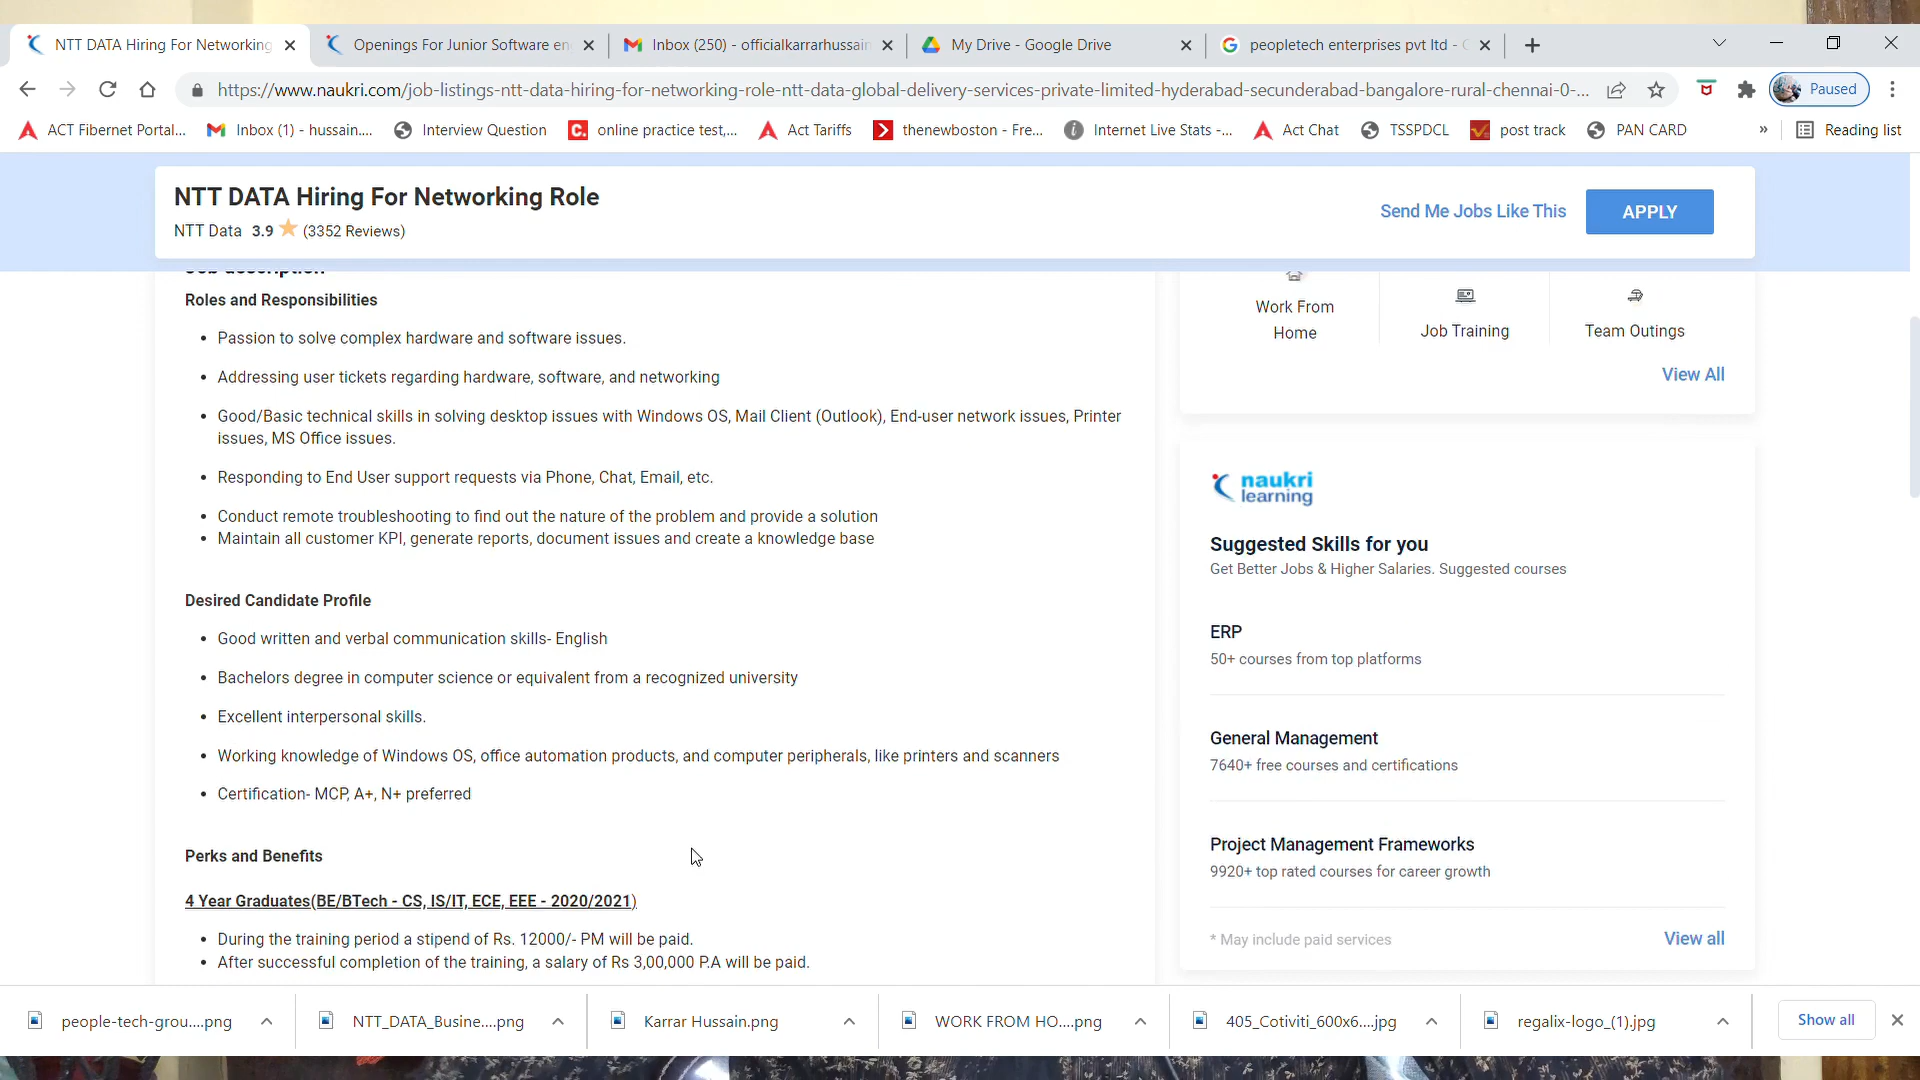 NTT DATA Hiring For Networking
Openings For Junior Software en
Inbox (250) - officialkarrarhussain
My Drive - Google Drive
peopletech enterprises pvt ltd -
https://www.naukri.com/job-listings-ntt-data-hiring-for-networking-role-ntt-data-global-delivery-services-private-limited-hyderabad-secunderabad-bangalore-rural-chennai-0-...
Paused
ACT Fibernet Portal...
Inbox (1) - hussain....
Interview Question
online practice test,...
Act Tariffs
thenewboston - Fre...
Internet Live Stats -...
Act Chat
TSSPDCL
post track
PAN CARD
»
Reading list
NTT DATA Hiring For Networking Role
NTT Data 3.9 (3352 Reviews)
Send Me Jobs Like This
APPLY
Job description
Roles and Responsibilities
• Passion to solve complex hardware and software issues.
• Addressing user tickets regarding hardware, software, and networking
• Good/Basic technical skills in solving desktop issues with Windows OS, Mail Client (Outlook), End-user network issues, Printer
issues, MS Office issues.
• Responding to End User support requests via Phone, Chat, Email, etc.
• Conduct remote troubleshooting to find out the nature of the problem and provide a solution
• Maintain all customer KPI, generate reports, document issues and create a knowledge base
Desired Candidate Profile
• Good written and verbal communication skills- English
• Bachelors degree in computer science or equivalent from a recognized university
• Excellent interpersonal skills.
• Working knowledge of Windows OS, office automation products, and computer peripherals, like printers and scanners
• Certification- MCP, A+, N+ preferred
Perks and Benefits
4 Year Graduates(BE/BTech - CS, IS/IT, ECE, EEE - 2020/2021)
• During the training period a stipend of Rs. 12000/- PM will be paid.
• After successful completion of the training, a salary of Rs 3,00,000 P.A will be paid.
Work From
Home
Job Training
Team Outings
View All
naukri
learning
Suggested Skills for you
Get Better Jobs & Higher Salaries. Suggested courses
ERP
50+ courses from top platforms
General Management
7640+ free courses and certifications
Project Management Frameworks
9920+ top rated courses for career growth
* May include paid services
View all
people-tech-grou....png
NTT_DATA_Busine....png
Karrar Hussain.png
WORK FROM HO....png
405_Cotiviti_600x6....jpg
regalix-logo_(1).jpg
Show all